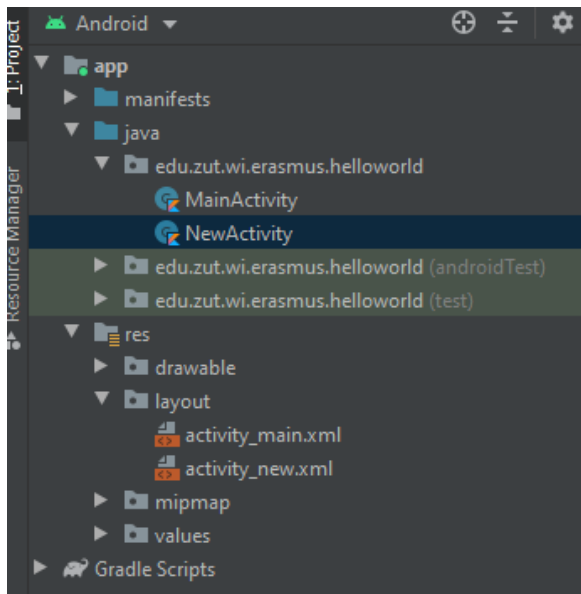 Android
1: Project
app
manifests
java
edu.zut.wi.erasmus.helloworld
MainActivity
NewActivity
edu.zut.wi.erasmus.helloworld (androidTest)
edu.zut.wi.erasmus.helloworld (test)
Resource Manager
res
drawable
layout
activity_main.xml
activity_new.xml
mipmap
values
Gradle Scripts